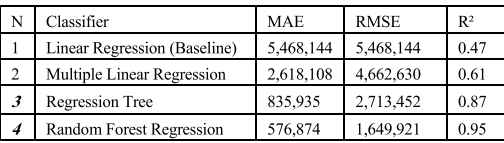 N Classifier MAE RMSE R²
1 Linear Regression (Baseline) 5,468,144 5,468,144 0.47
2 Multiple Linear Regression 2,618,108 4,662,630 0.61
3 Regression Tree 835,935 2,713,452 0.87
4 Random Forest Regression 576,874 1,649,921 0.95